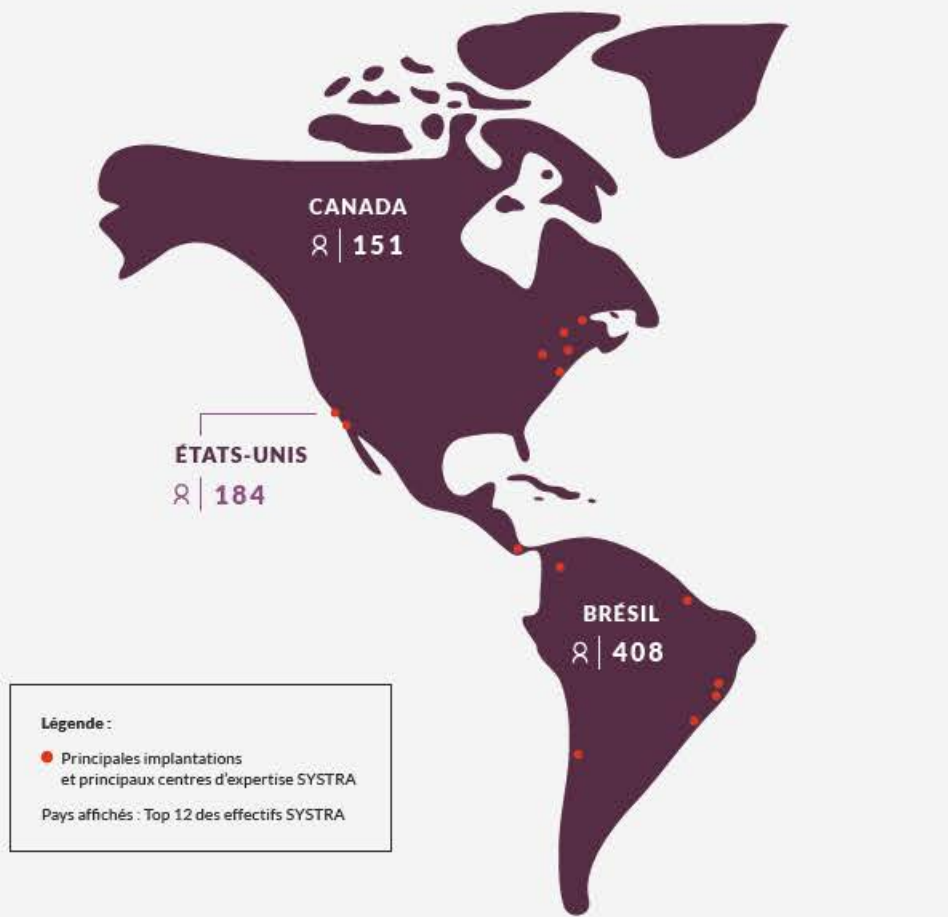 CANADA
151
ÉTATS-UNIS
184
BRÉSIL
408
Légende :
Principales implantations
et principaux centres d'expertise SYSTRA
Pays affichés : Top 12 des effectifs SYSTRA